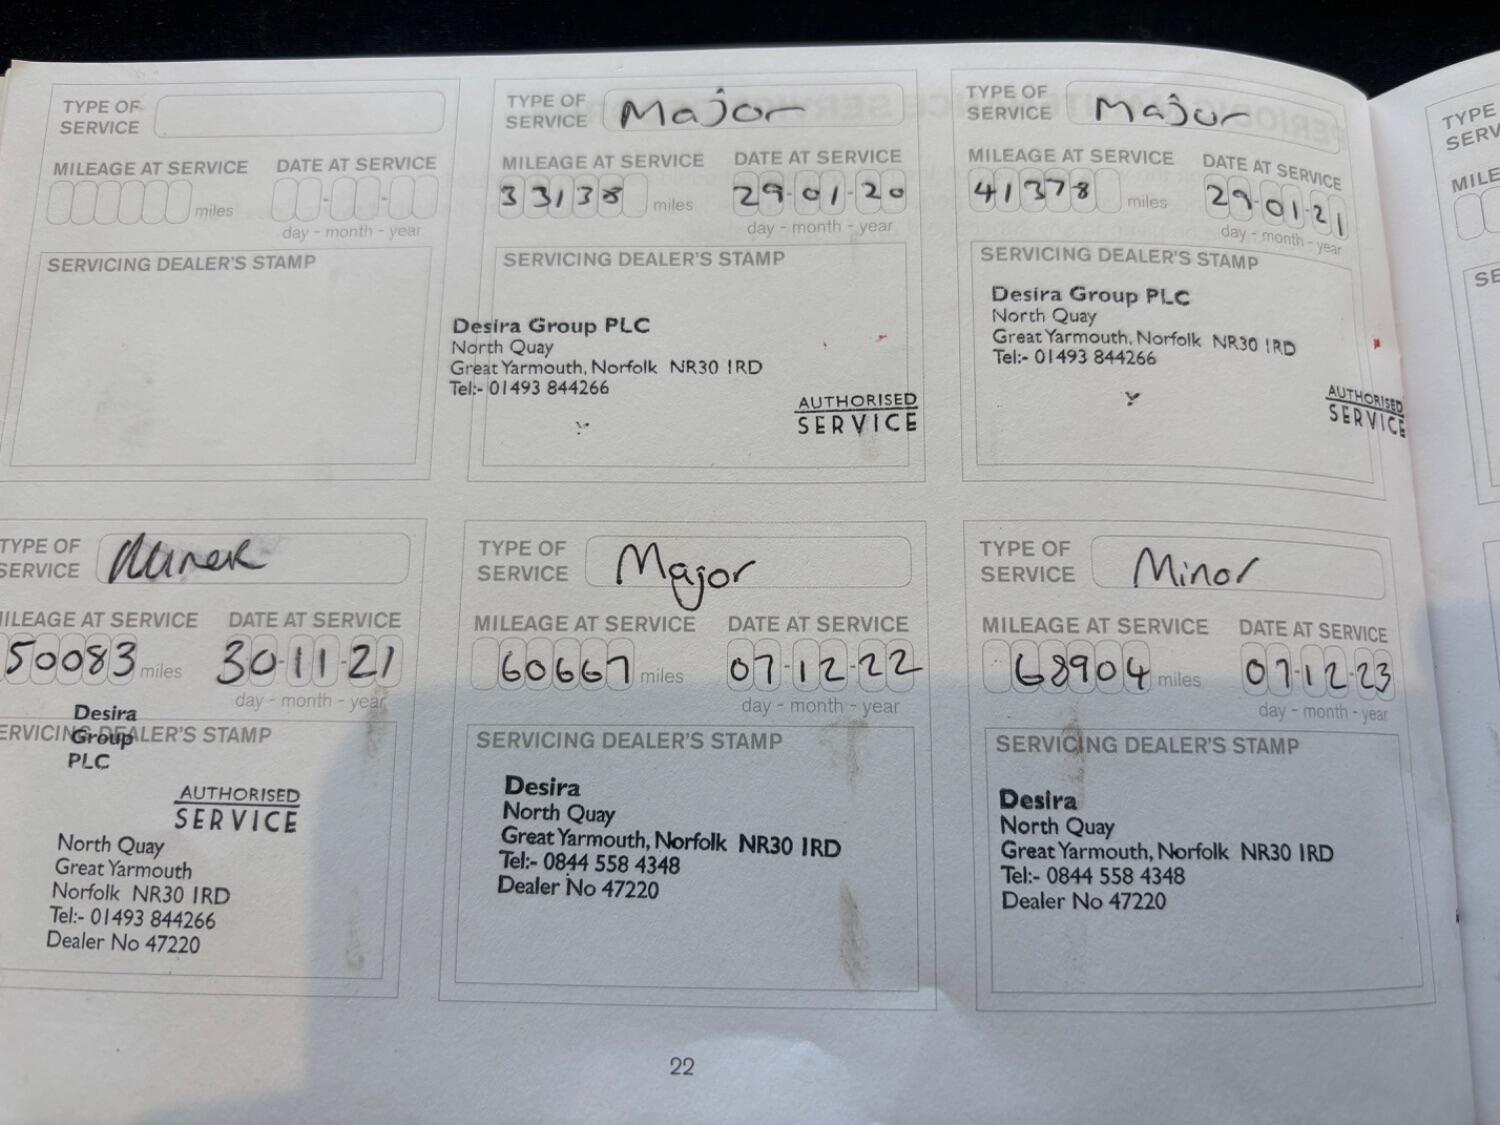 TYPE OF
SERVICE
MILEAGE AT SERVICE DATE AT SERVICE
miles - -
day - month - year
SERVICING DEALER'S STAMP
TYPE OF
SERVICE Major
MILEAGE AT SERVICE DATE AT SERVICE
33138 miles 29-01-20
day - month - year
SERVICING DEALER'S STAMP
Desira Group PLC
North Quay
Great Yarmouth, Norfolk NR30 1RD
Tel:- 01493 844266
AUTHORISED
SERVICE
TYPE OF
SERVICE Major
MILEAGE AT SERVICE DATE AT SERVICE
41378 miles 29-01-21
day - month - year
SERVICING DEALER'S STAMP
Desira Group PLC
North Quay
Great Yarmouth, Norfolk NR30 1RD
Tel:- 01493 844266
AUTHORISED
SERVICE
TYPE OF
SERVICE
MILEAGE AT SERVICE DATE AT SERVICE
50083 miles 30-11-21
day - month - year
SERVICING DEALER'S STAMP
Desira
Group
PLC
AUTHORISED
SERVICE
North Quay
Great Yarmouth
Norfolk NR30 1RD
Tel:- 01493 844266
Dealer No 47220
TYPE OF
SERVICE Major
MILEAGE AT SERVICE DATE AT SERVICE
60667 miles 07-12-22
day - month - year
SERVICING DEALER'S STAMP
Desira
North Quay
Great Yarmouth, Norfolk NR30 1RD
Tel:- 0844 558 4348
Dealer No 47220
TYPE OF
SERVICE Minor
MILEAGE AT SERVICE DATE AT SERVICE
68904 miles 07-12-23
day - month - year
SERVICING DEALER'S STAMP
Desira
North Quay
Great Yarmouth, Norfolk NR30 1RD
Tel:- 0844 558 4348
Dealer No 47220
22
TYPE